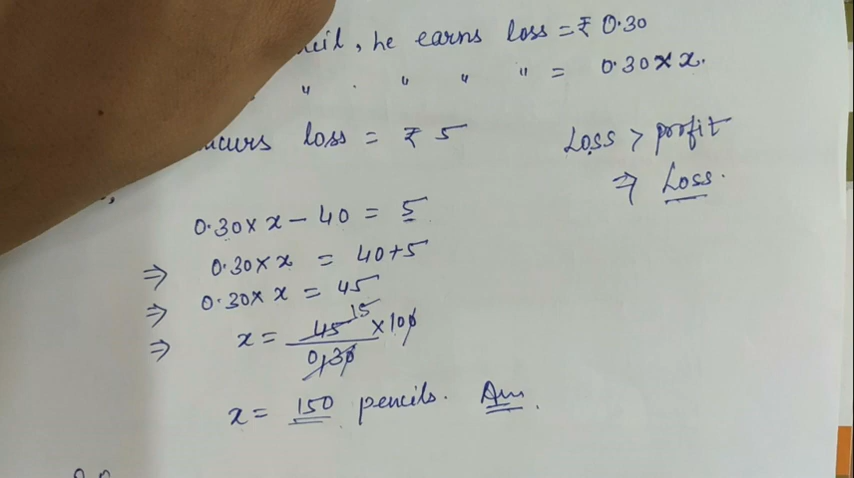 , he earns loss = ₹ 0.30
" . " " " = 0.30 × x.
loss = ₹ 5
Loss > profit
⇒ Loss.
0.30 × x - 40 = 5
⇒ 0.30 × x = 40+5
⇒ 0.30 × x = 45
⇒ x = 45 15 × 100 / 0.30
x = 150 pencils. Ans.